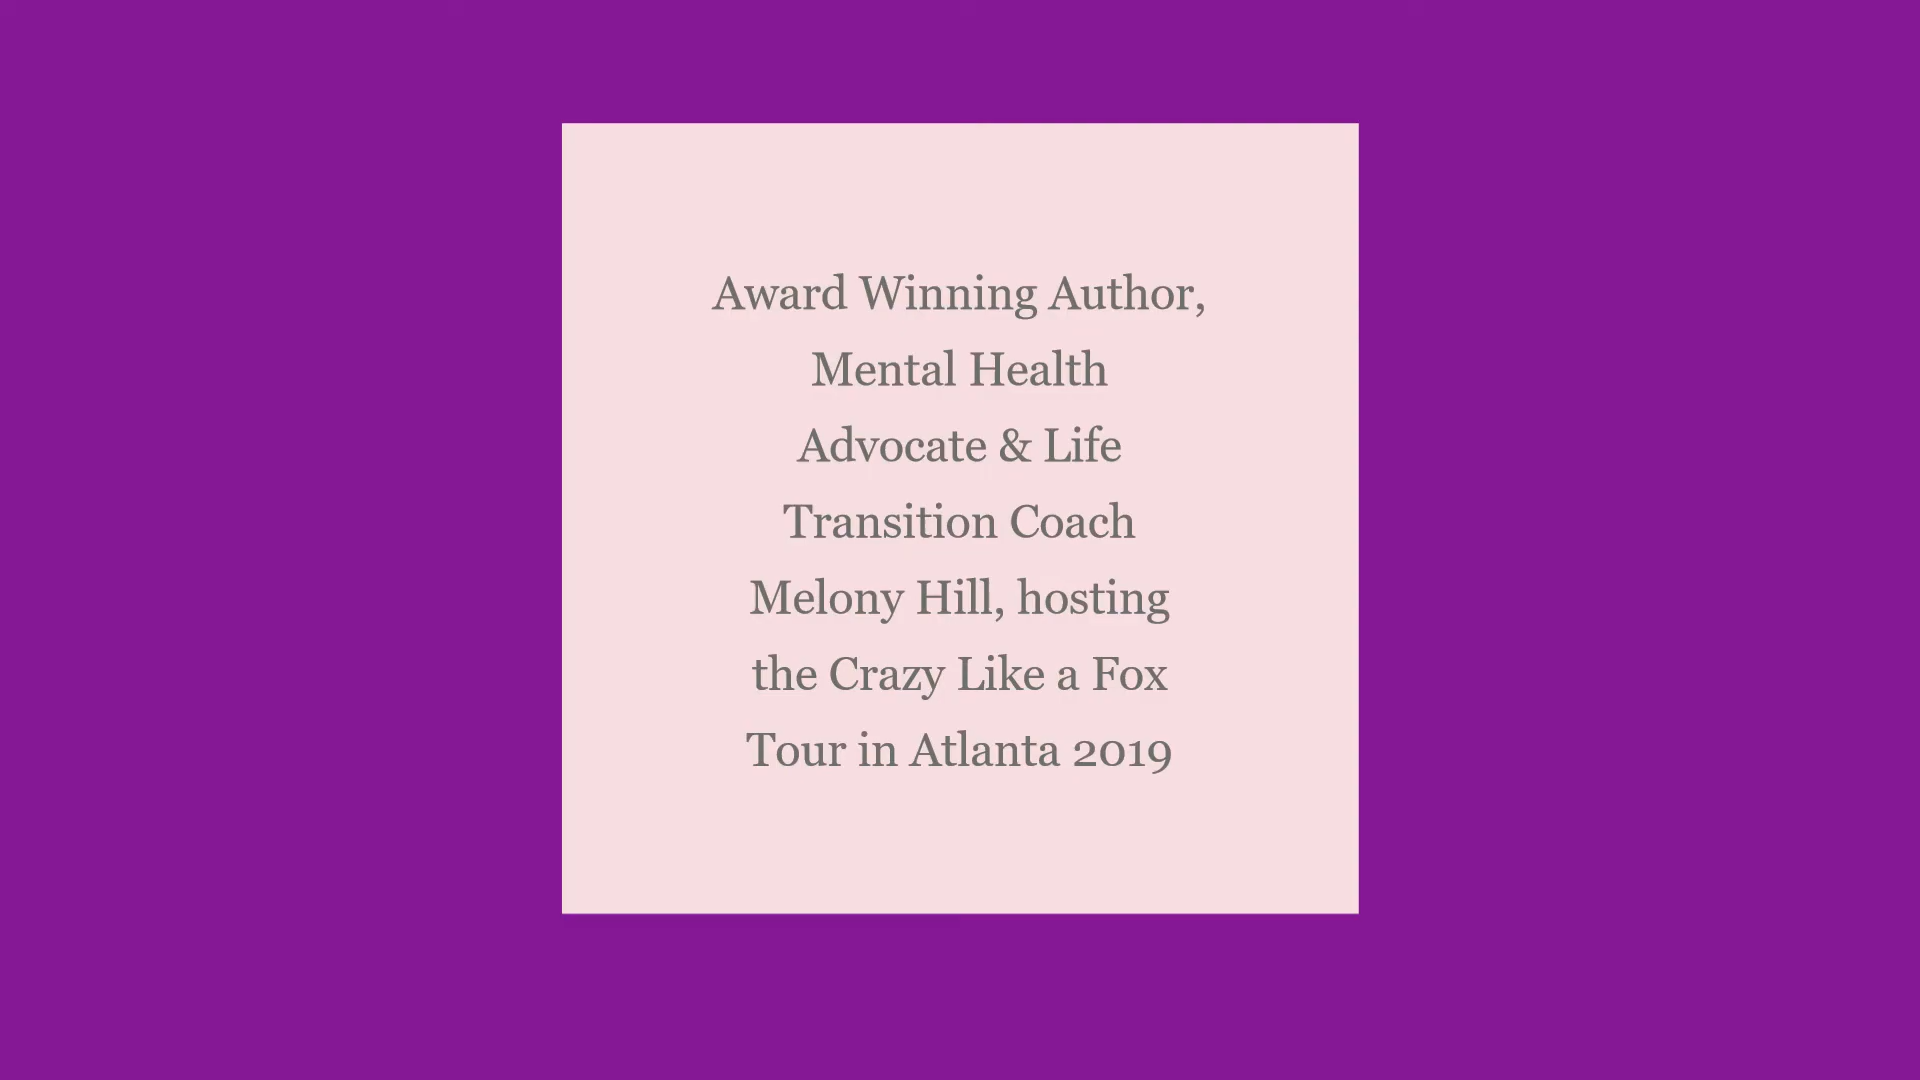 Award Winning Author,
Mental Health
Advocate & Life
Transition Coach
Melony Hill, hosting
the Crazy Like a Fox
Tour in Atlanta 2019